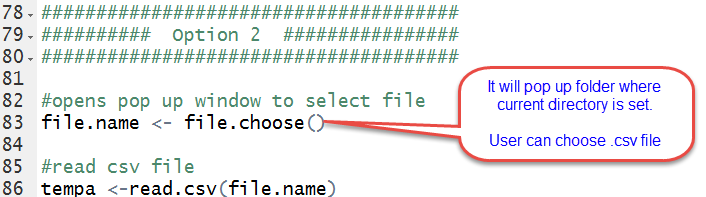 78 ######################################
79 ########## Option 2 ################
80 ######################################
81
82 #opens pop up window to select file
83 file.name <- file.choose()
84
85 #read csv file
86 tempa <-read.csv(file.name)
It will pop up folder where
current directory is set.
User can choose .csv file